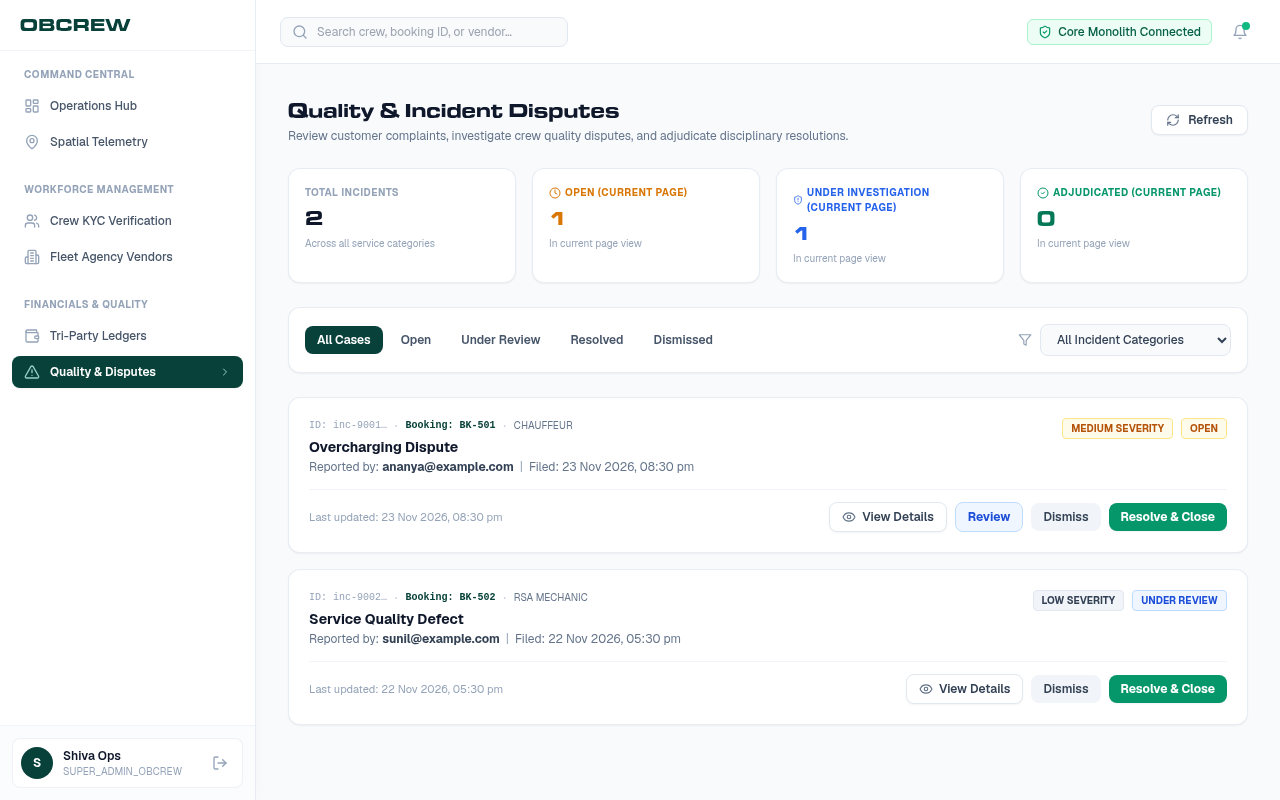 OBCREW
Search crew, booking ID, or vendor...
Core Monolith Connected
COMMAND CENTRAL
Operations Hub
Spatial Telemetry
WORKFORCE MANAGEMENT
Crew KYC Verification
Fleet Agency Vendors
FINANCIALS & QUALITY
Tri-Party Ledgers
Quality & Disputes
Quality & Incident Disputes
Review customer complaints, investigate crew quality disputes, and adjudicate disciplinary resolutions.
Refresh
TOTAL INCIDENTS
2
Across all service categories
OPEN (CURRENT PAGE)
1
In current page view
UNDER INVESTIGATION
(CURRENT PAGE)
1
In current page view
ADJUDICATED (CURRENT PAGE)
0
In current page view
All Cases
Open
Under Review
Resolved
Dismissed
All Incident Categories
ID: inc-9001… · Booking: BK-501 · CHAUFFEUR
MEDIUM SEVERITY
OPEN
Overcharging Dispute
Reported by: ananya@example.com | Filed: 23 Nov 2026, 08:30 pm
Last updated: 23 Nov 2026, 08:30 pm
View Details
Review
Dismiss
Resolve & Close
ID: inc-9002… · Booking: BK-502 · RSA MECHANIC
LOW SEVERITY
UNDER REVIEW
Service Quality Defect
Reported by: sunil@example.com | Filed: 22 Nov 2026, 05:30 pm
Last updated: 22 Nov 2026, 05:30 pm
View Details
Dismiss
Resolve & Close
S
Shiva Ops
SUPER_ADMIN_OBCREW